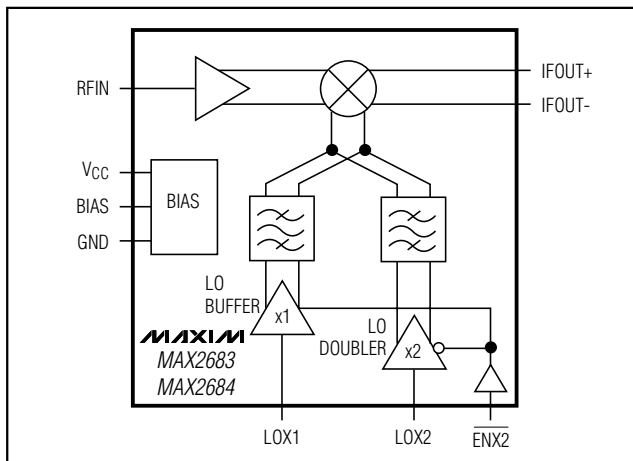 RFIN
IFOUT+
IFOUT-
VCC
BIAS
GND
BIAS
LO
BUFFER
x1
LO
DOUBLER
x2
MAXIM
MAX2683
MAX2684
LOX1
LOX2
ENX2